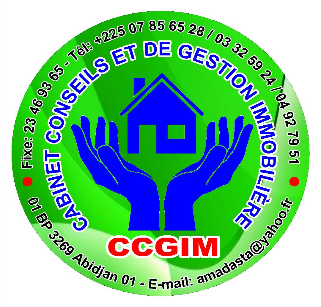 Fixe: 23 46 93 65 - Tél: +225 07 85 65 28 / 03 32 59 24 / 04 92 79 51
CABINET CONSEILS ET DE GESTION IMMOBILIÈRE
CCGIM
01 BP 3269 Abidjan 01 - E-mail: amadasta@yahoo.fr